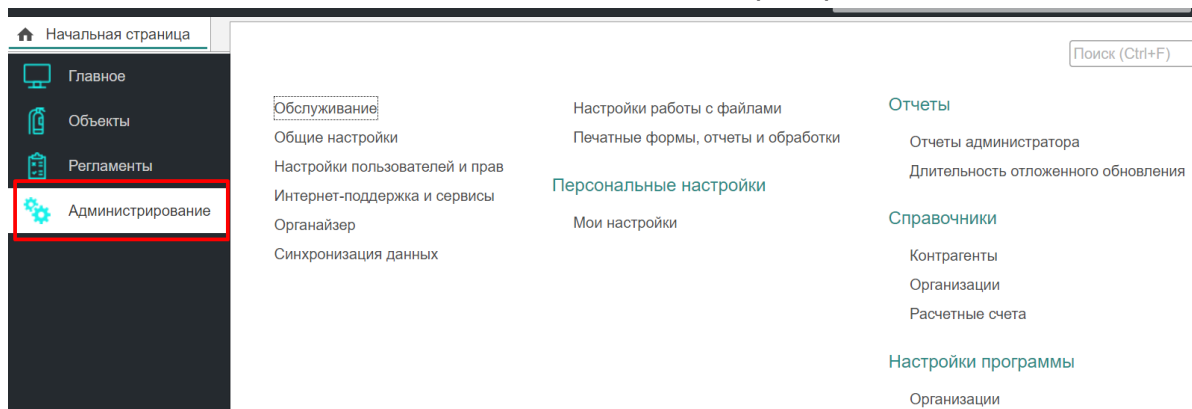 Начальная страница
Поиск (Ctrl+F)
Главное
Объекты
Регламенты
Администрирование
Обслуживание
Общие настройки
Настройки пользователей и прав
Интернет-поддержка и сервисы
Органайзер
Синхронизация данных
Настройки работы с файлами
Печатные формы, отчеты и обработки
Персональные настройки
Мои настройки
Отчеты
Отчеты администратора
Длительность отложенного обновления
Справочники
Контрагенты
Организации
Расчетные счета
Настройки программы
Организации